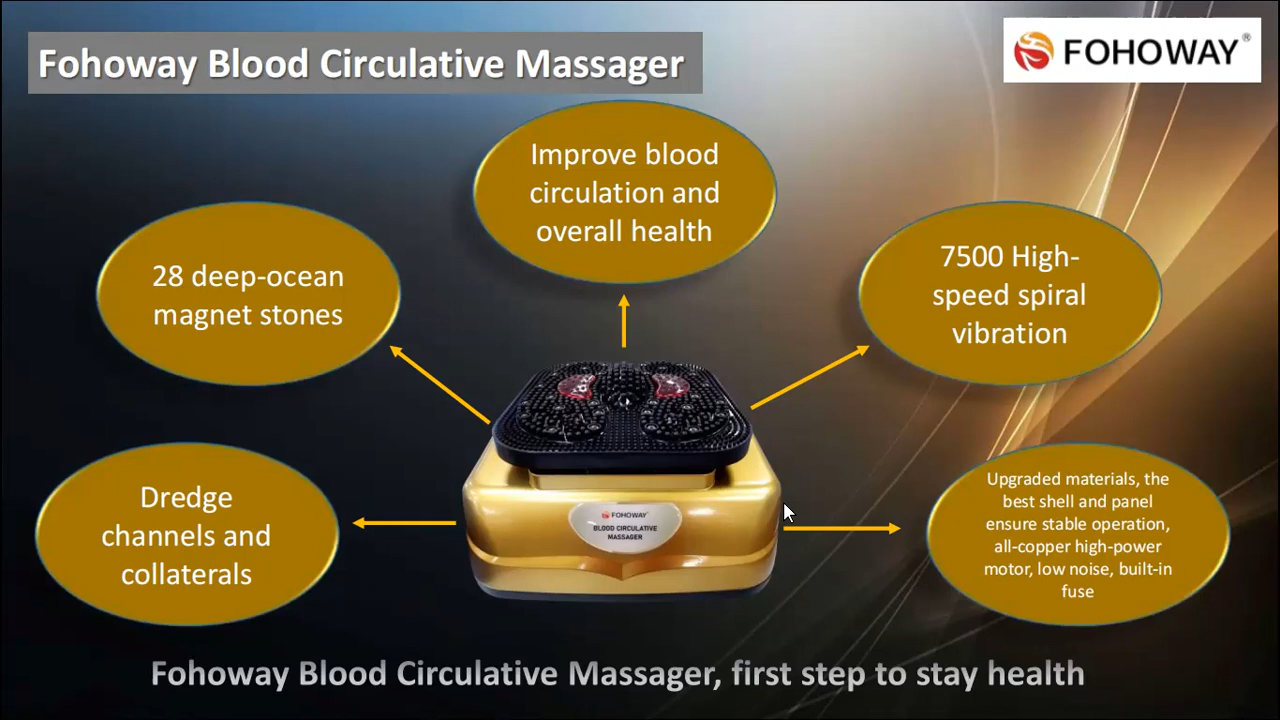 Fohoway Blood Circulative Massager
FOHOWAY®
Improve blood
circulation and
overall health
28 deep-ocean
magnet stones
7500 High-
speed spiral
vibration
Dredge
channels and
collaterals
Upgraded materials, the
best shell and panel
ensure stable operation,
all-copper high-power
motor, low noise, built-in
fuse
FOHOWAY
BLOOD CIRCULATIVE
MASSAGER
Fohoway Blood Circulative Massager, first step to stay health